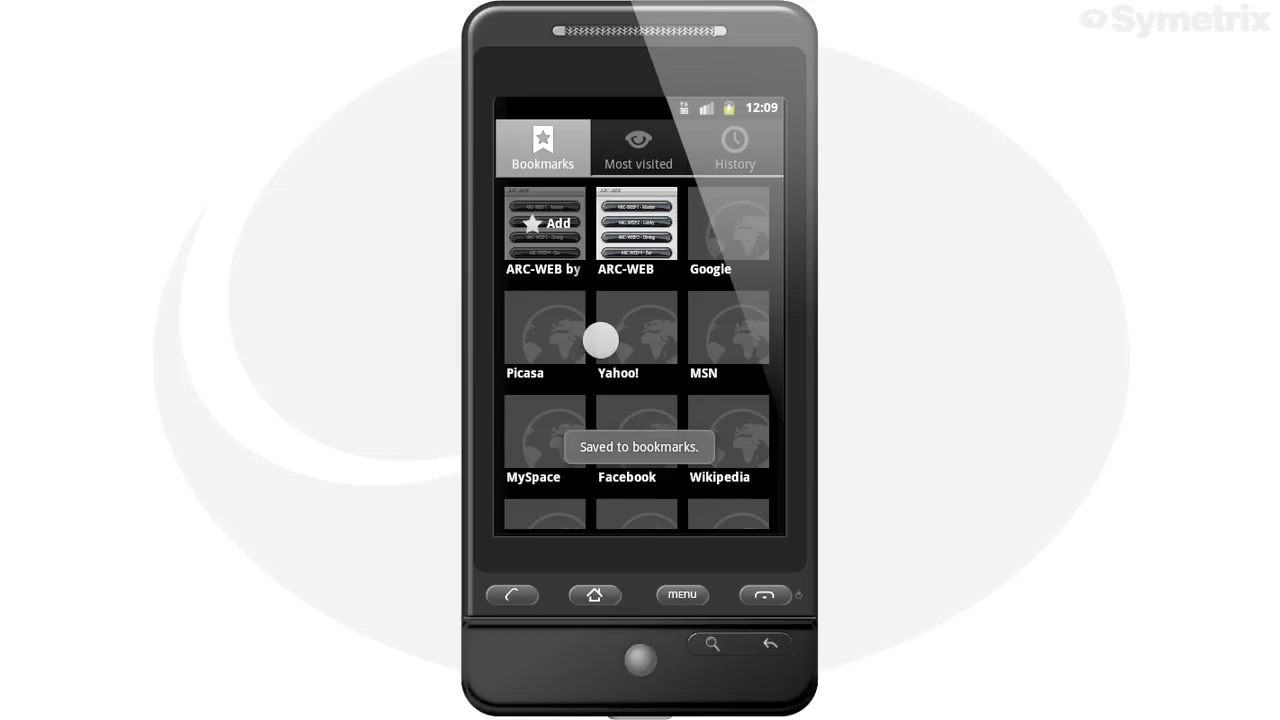 Symetrix
12:09
Bookmarks Most visited History
Add
ARC-WEB by ARC-WEB Google
Picasa Yahoo! MSN
Saved to bookmarks.
MySpace Facebook Wikipedia
MENU